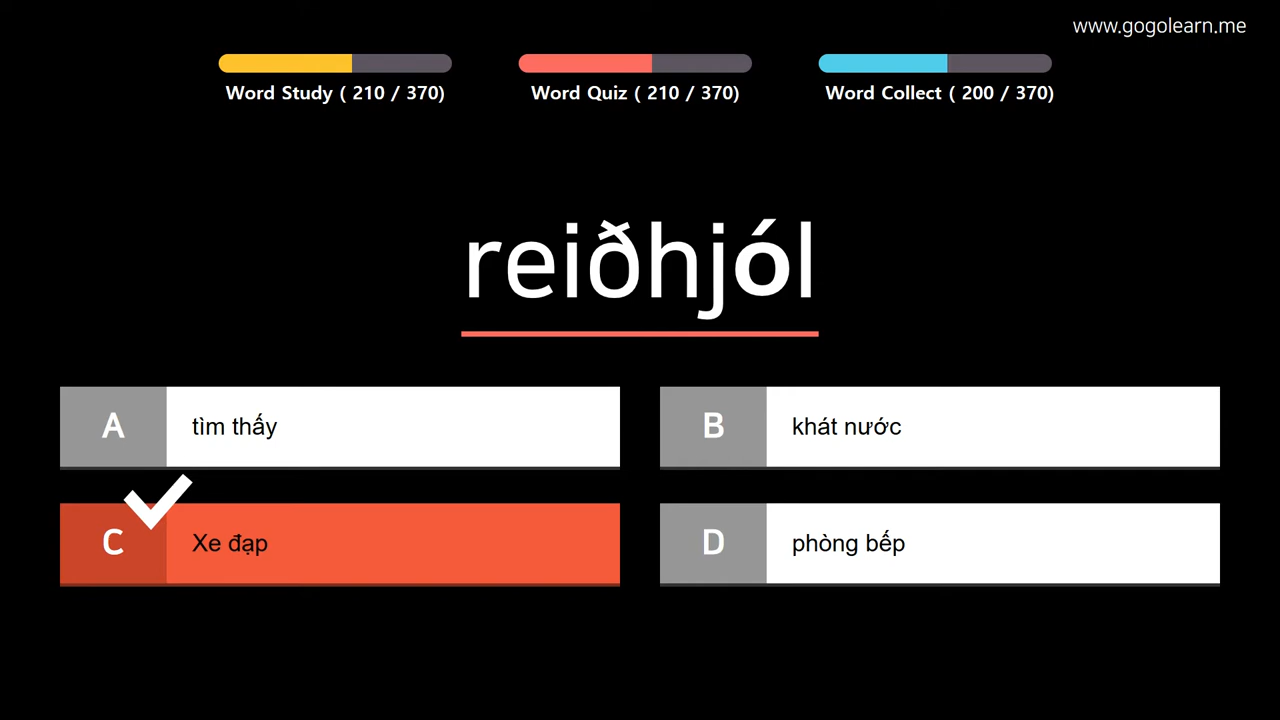 www.gogolearn.me
Word Study ( 210 / 370)
Word Quiz ( 210 / 370)
Word Collect ( 200 / 370)
reiðhjól
A
tìm thấy
B
khát nước
C
Xe đạp
D
phòng bếp